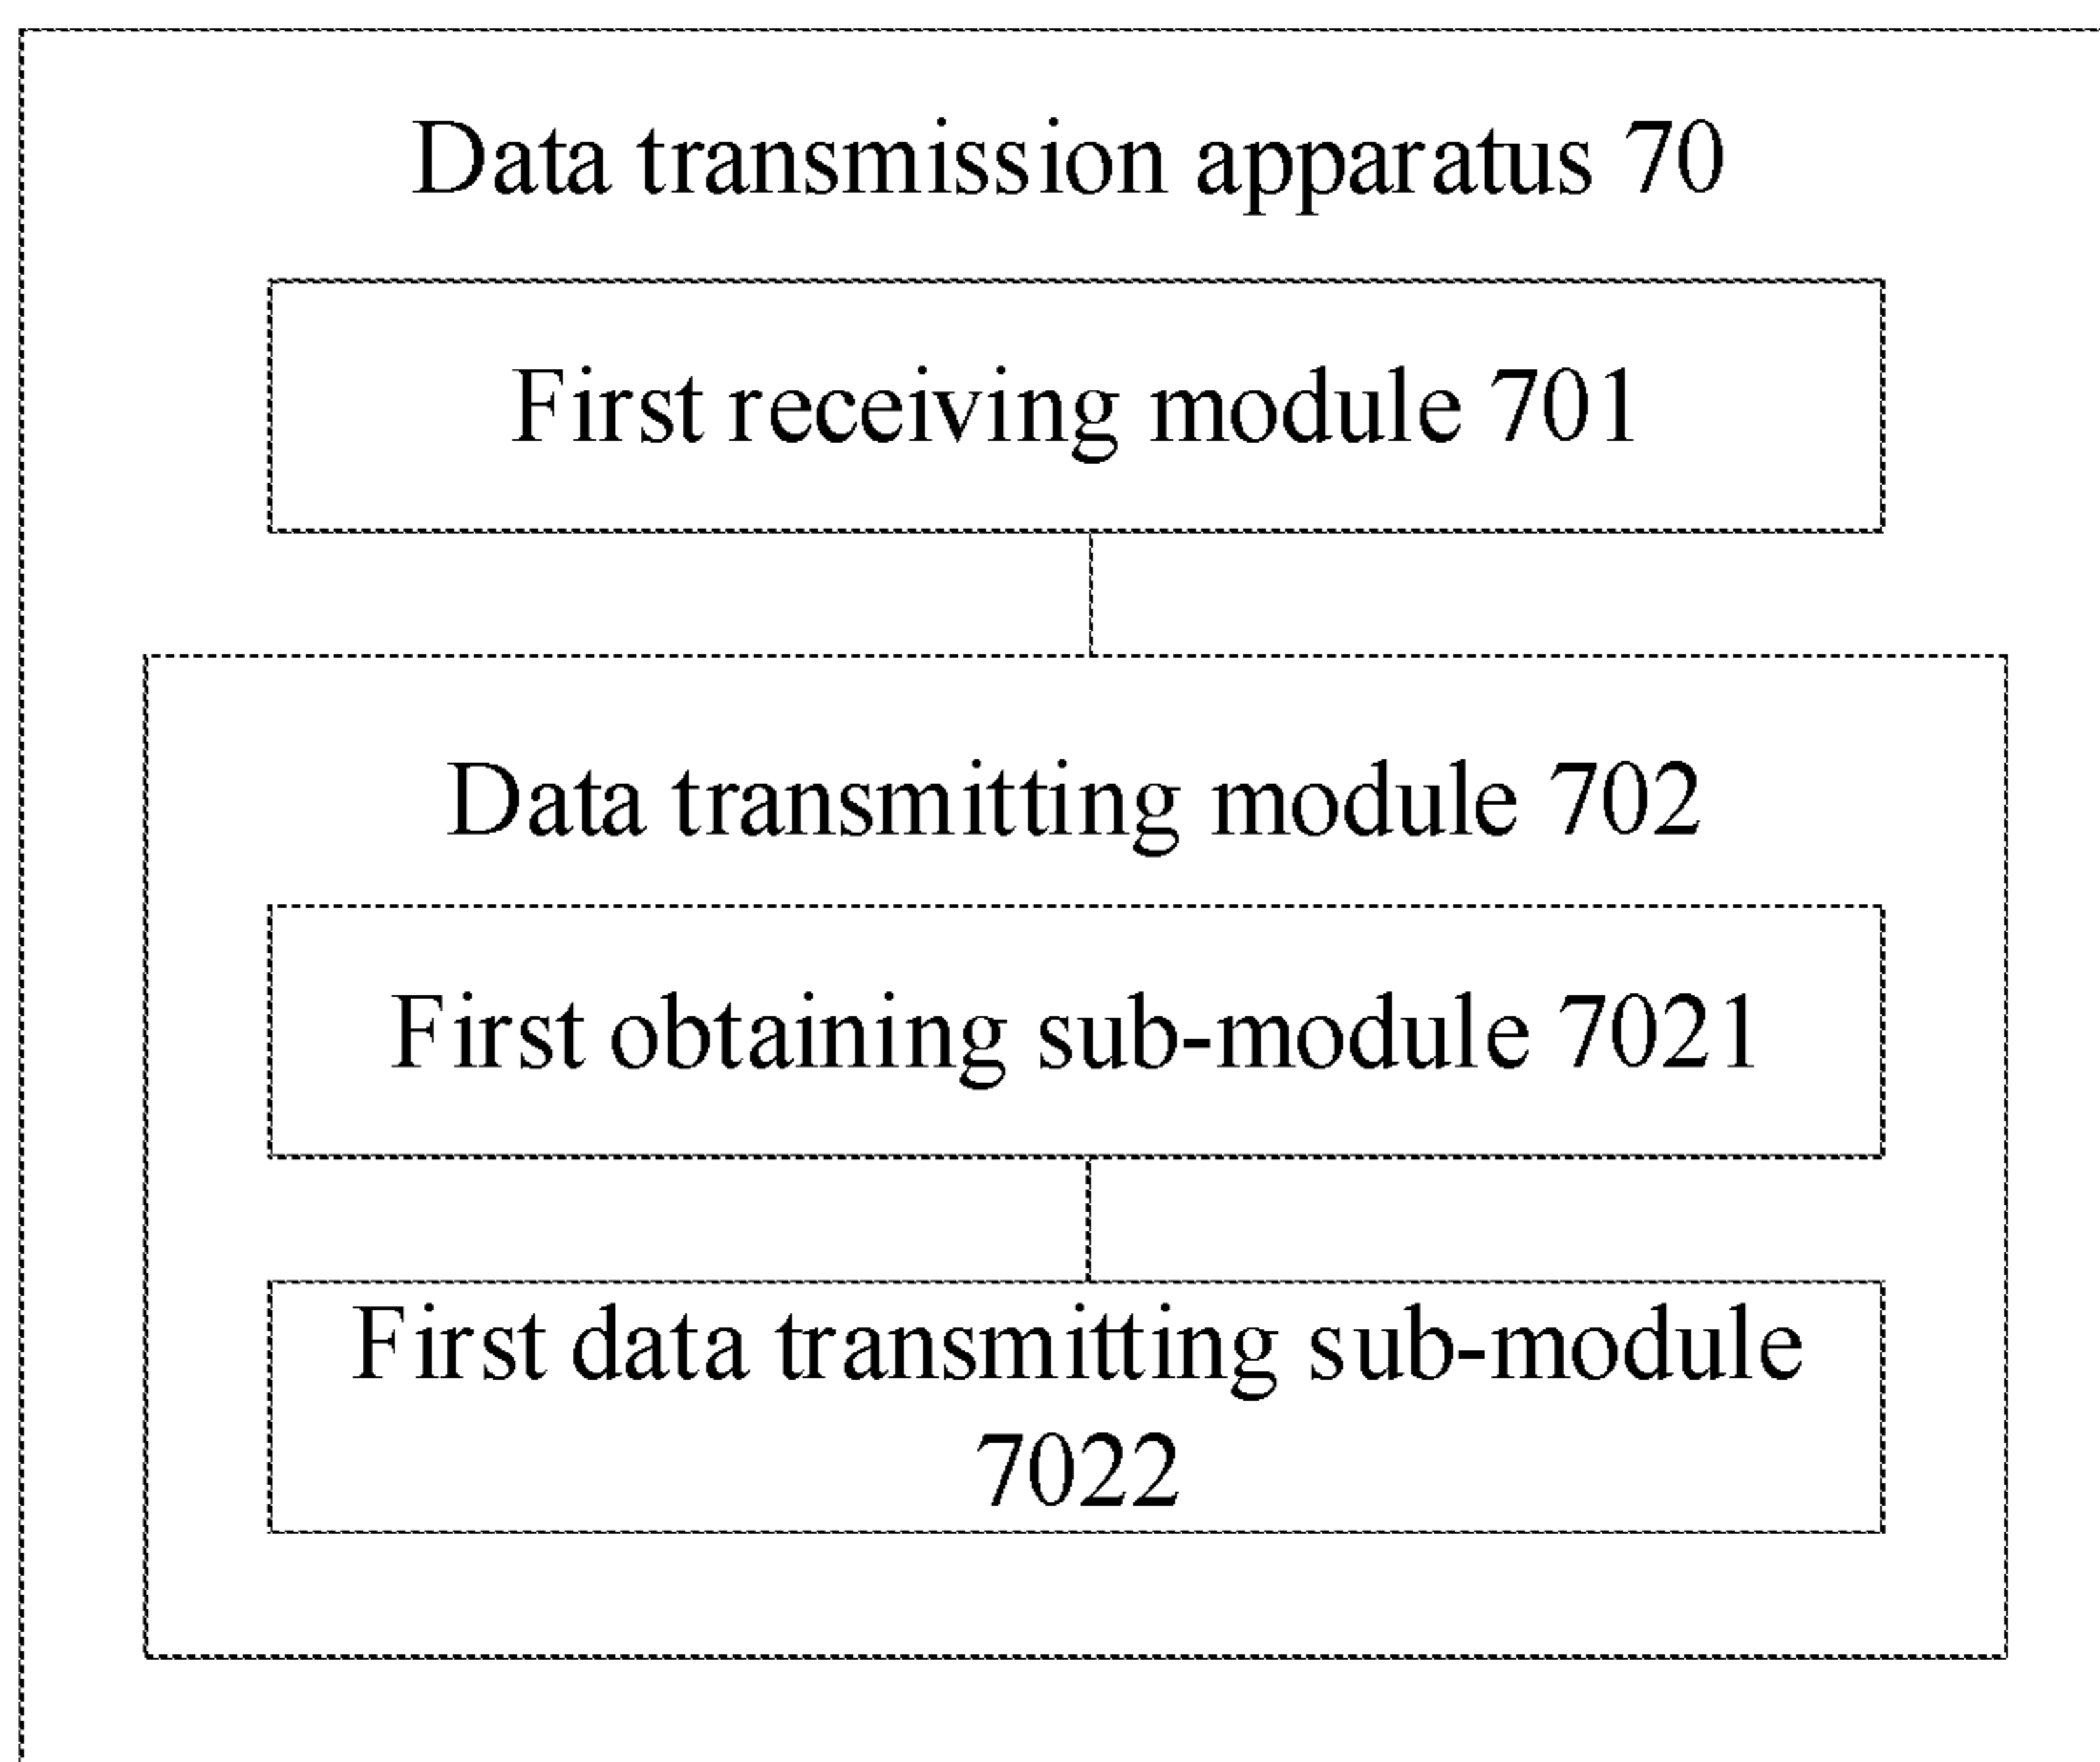 Data transmission apparatus 70
First receiving module 701
Data transmitting module 702
First obtaining sub-module 7021
First data transmitting sub-module
7022